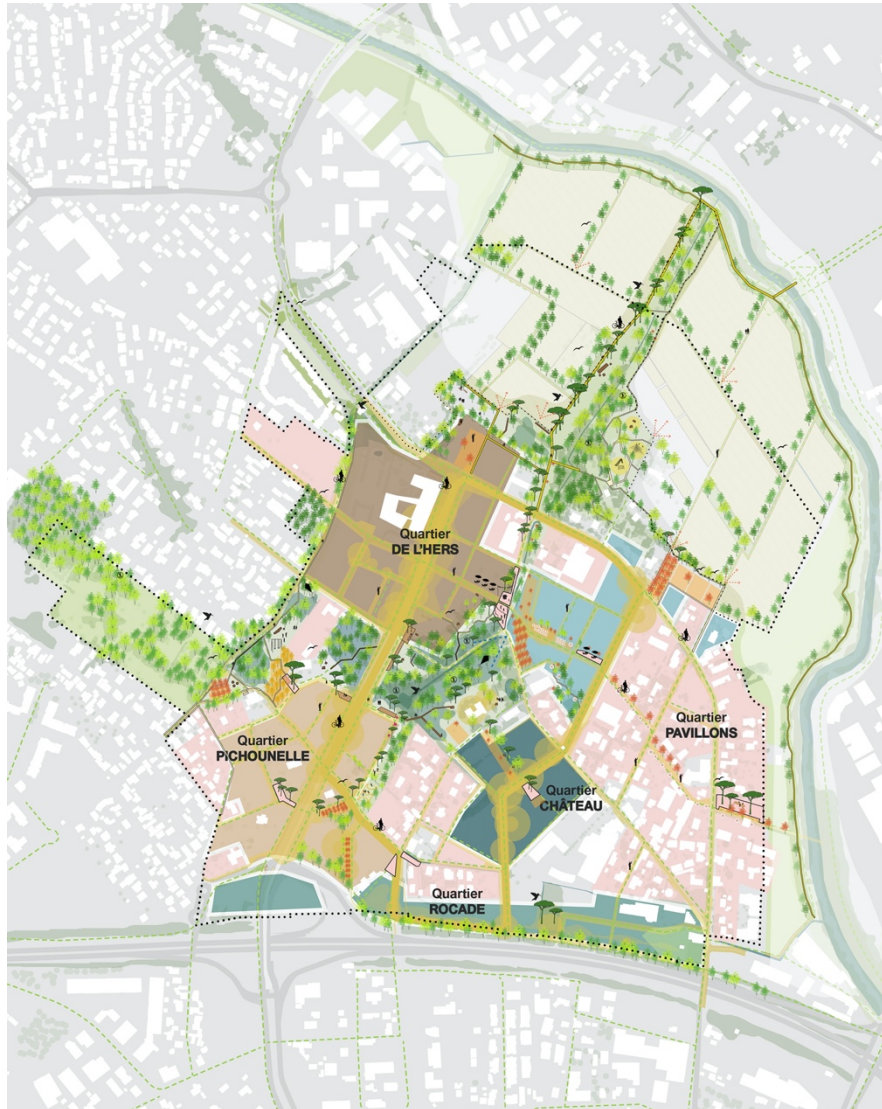 Quartier
DE L'HERS
Quartier
PAVILLONS
Quartier
PICHOUNELLE
Quartier
CHÂTEAU
Quartier
ROCADE